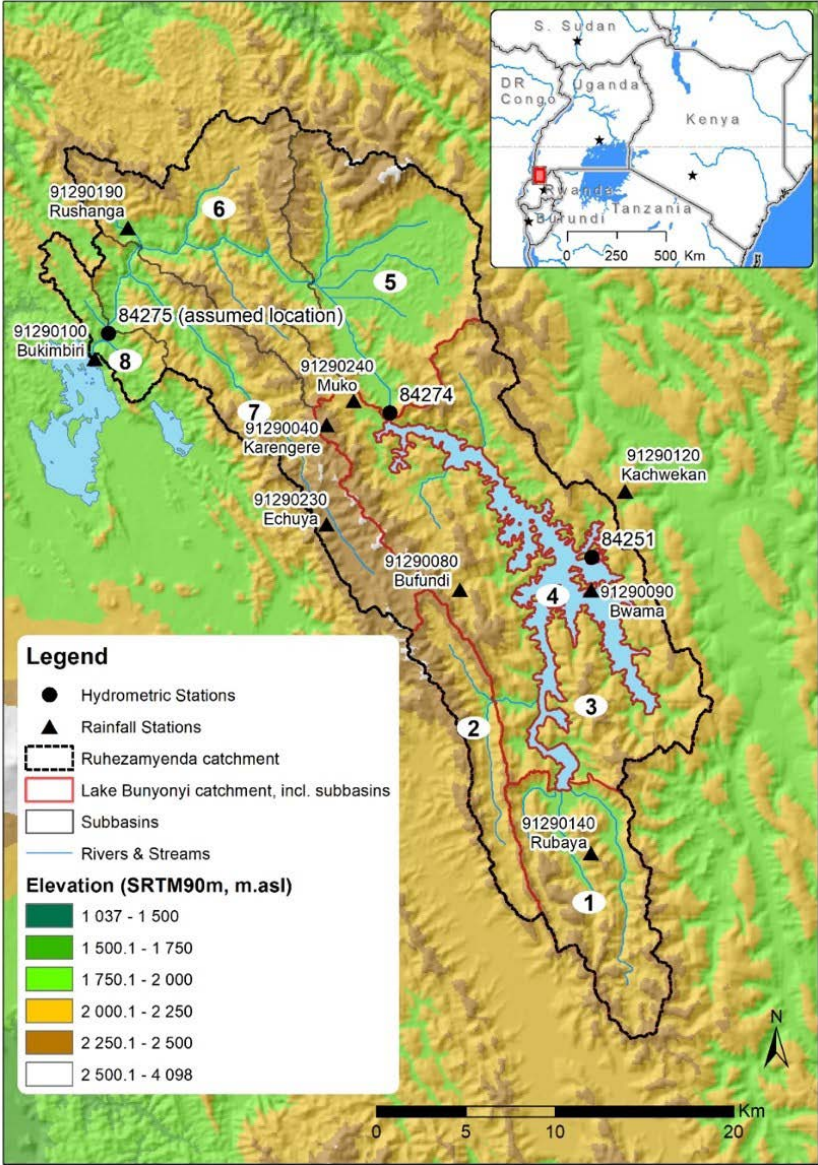 S. Sudan
DR
Congo
Uganda
Kenya
Rwanda
Burundi
Tanzania
0 250 500 Km
91290190
Rushanga
6
5
84275 (assumed location)
91290100
Bukimbiri
8
91290240
Muko
84274
7
91290040
Karengere
91290120
Kachwekan
91290230
Echuya
84251
91290080
Bufundi
4
91290090
Bwama
3
2
91290140
Rubaya
1
Legend
Hydrometric Stations
Rainfall Stations
Ruhezamyenda catchment
Lake Bunyonyi catchment, incl. subbasins
Subbasins
Rivers & Streams
Elevation (SRTM90m, m.asl)
1 037 - 1 500
1 500.1 - 1 750
1 750.1 - 2 000
2 000.1 - 2 250
2 250.1 - 2 500
2 500.1 - 4 098
N
Km
0 5 10 20